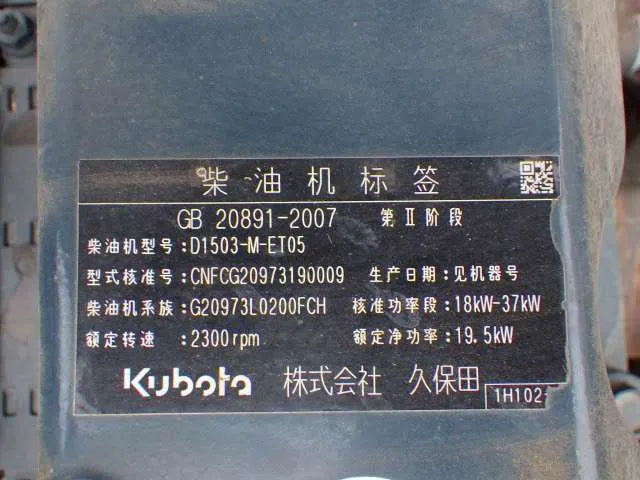 柴油机标签
GB 20891-2007 第Ⅱ阶段
柴油机型号:D1503-M-ET05
型式核准号:CNFCG20973190009 生产日期:见机器号
柴油机系族:G20973L0200FCH 核准功率段:18kW-37kW
额定转速:2300rpm 额定净功率:19.5kW
Kubota 株式会社 久保田
1H102